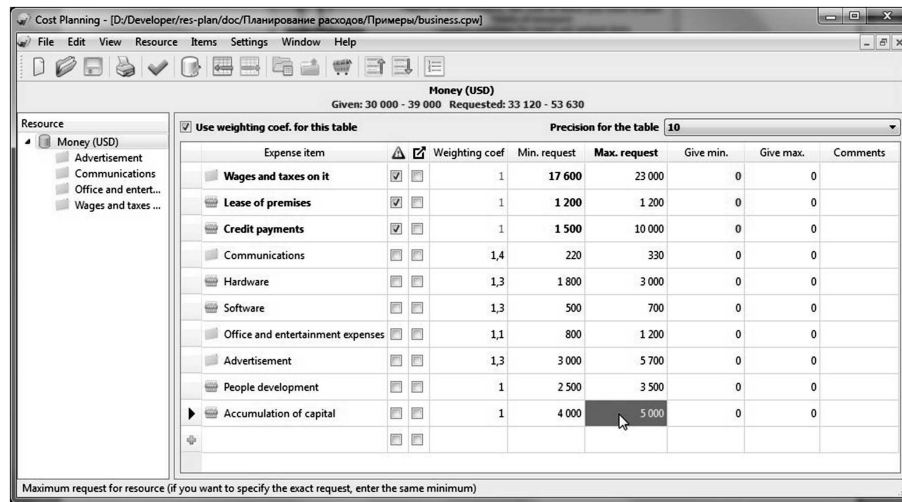 Cost Planning - [D:/Developer/res-plan/doc/Планирование расходов/Примеры/business.cpw]
File Edit View Resource Items Settings Window Help
Money (USD)
Given: 30 000 - 39 000 Requested: 33 120 - 53 630
Resource
Money (USD)
Advertisement
Communications
Office and entert...
Wages and taxes ...
Use weighting coef. for this table Precision for the table 10
Expense item Weighting coef Min. request Max. request Give min. Give max. Comments
Wages and taxes on it 1 17 600 23 000 0 0
Lease of premises 1 1 200 1 200 0 0
Credit payments 1 1 500 10 000 0 0
Communications 1,4 220 330 0 0
Hardware 1,3 1 800 3 000 0 0
Software 1,3 500 700 0 0
Office and entertainment expenses 1,1 800 1 200 0 0
Advertisement 1,3 3 000 5 700 0 0
People development 1 2 500 3 500 0 0
Accumulation of capital 1 4 000 5 000 0 0
Maximum request for resource (if you want to specify the exact request, enter the same minimum)